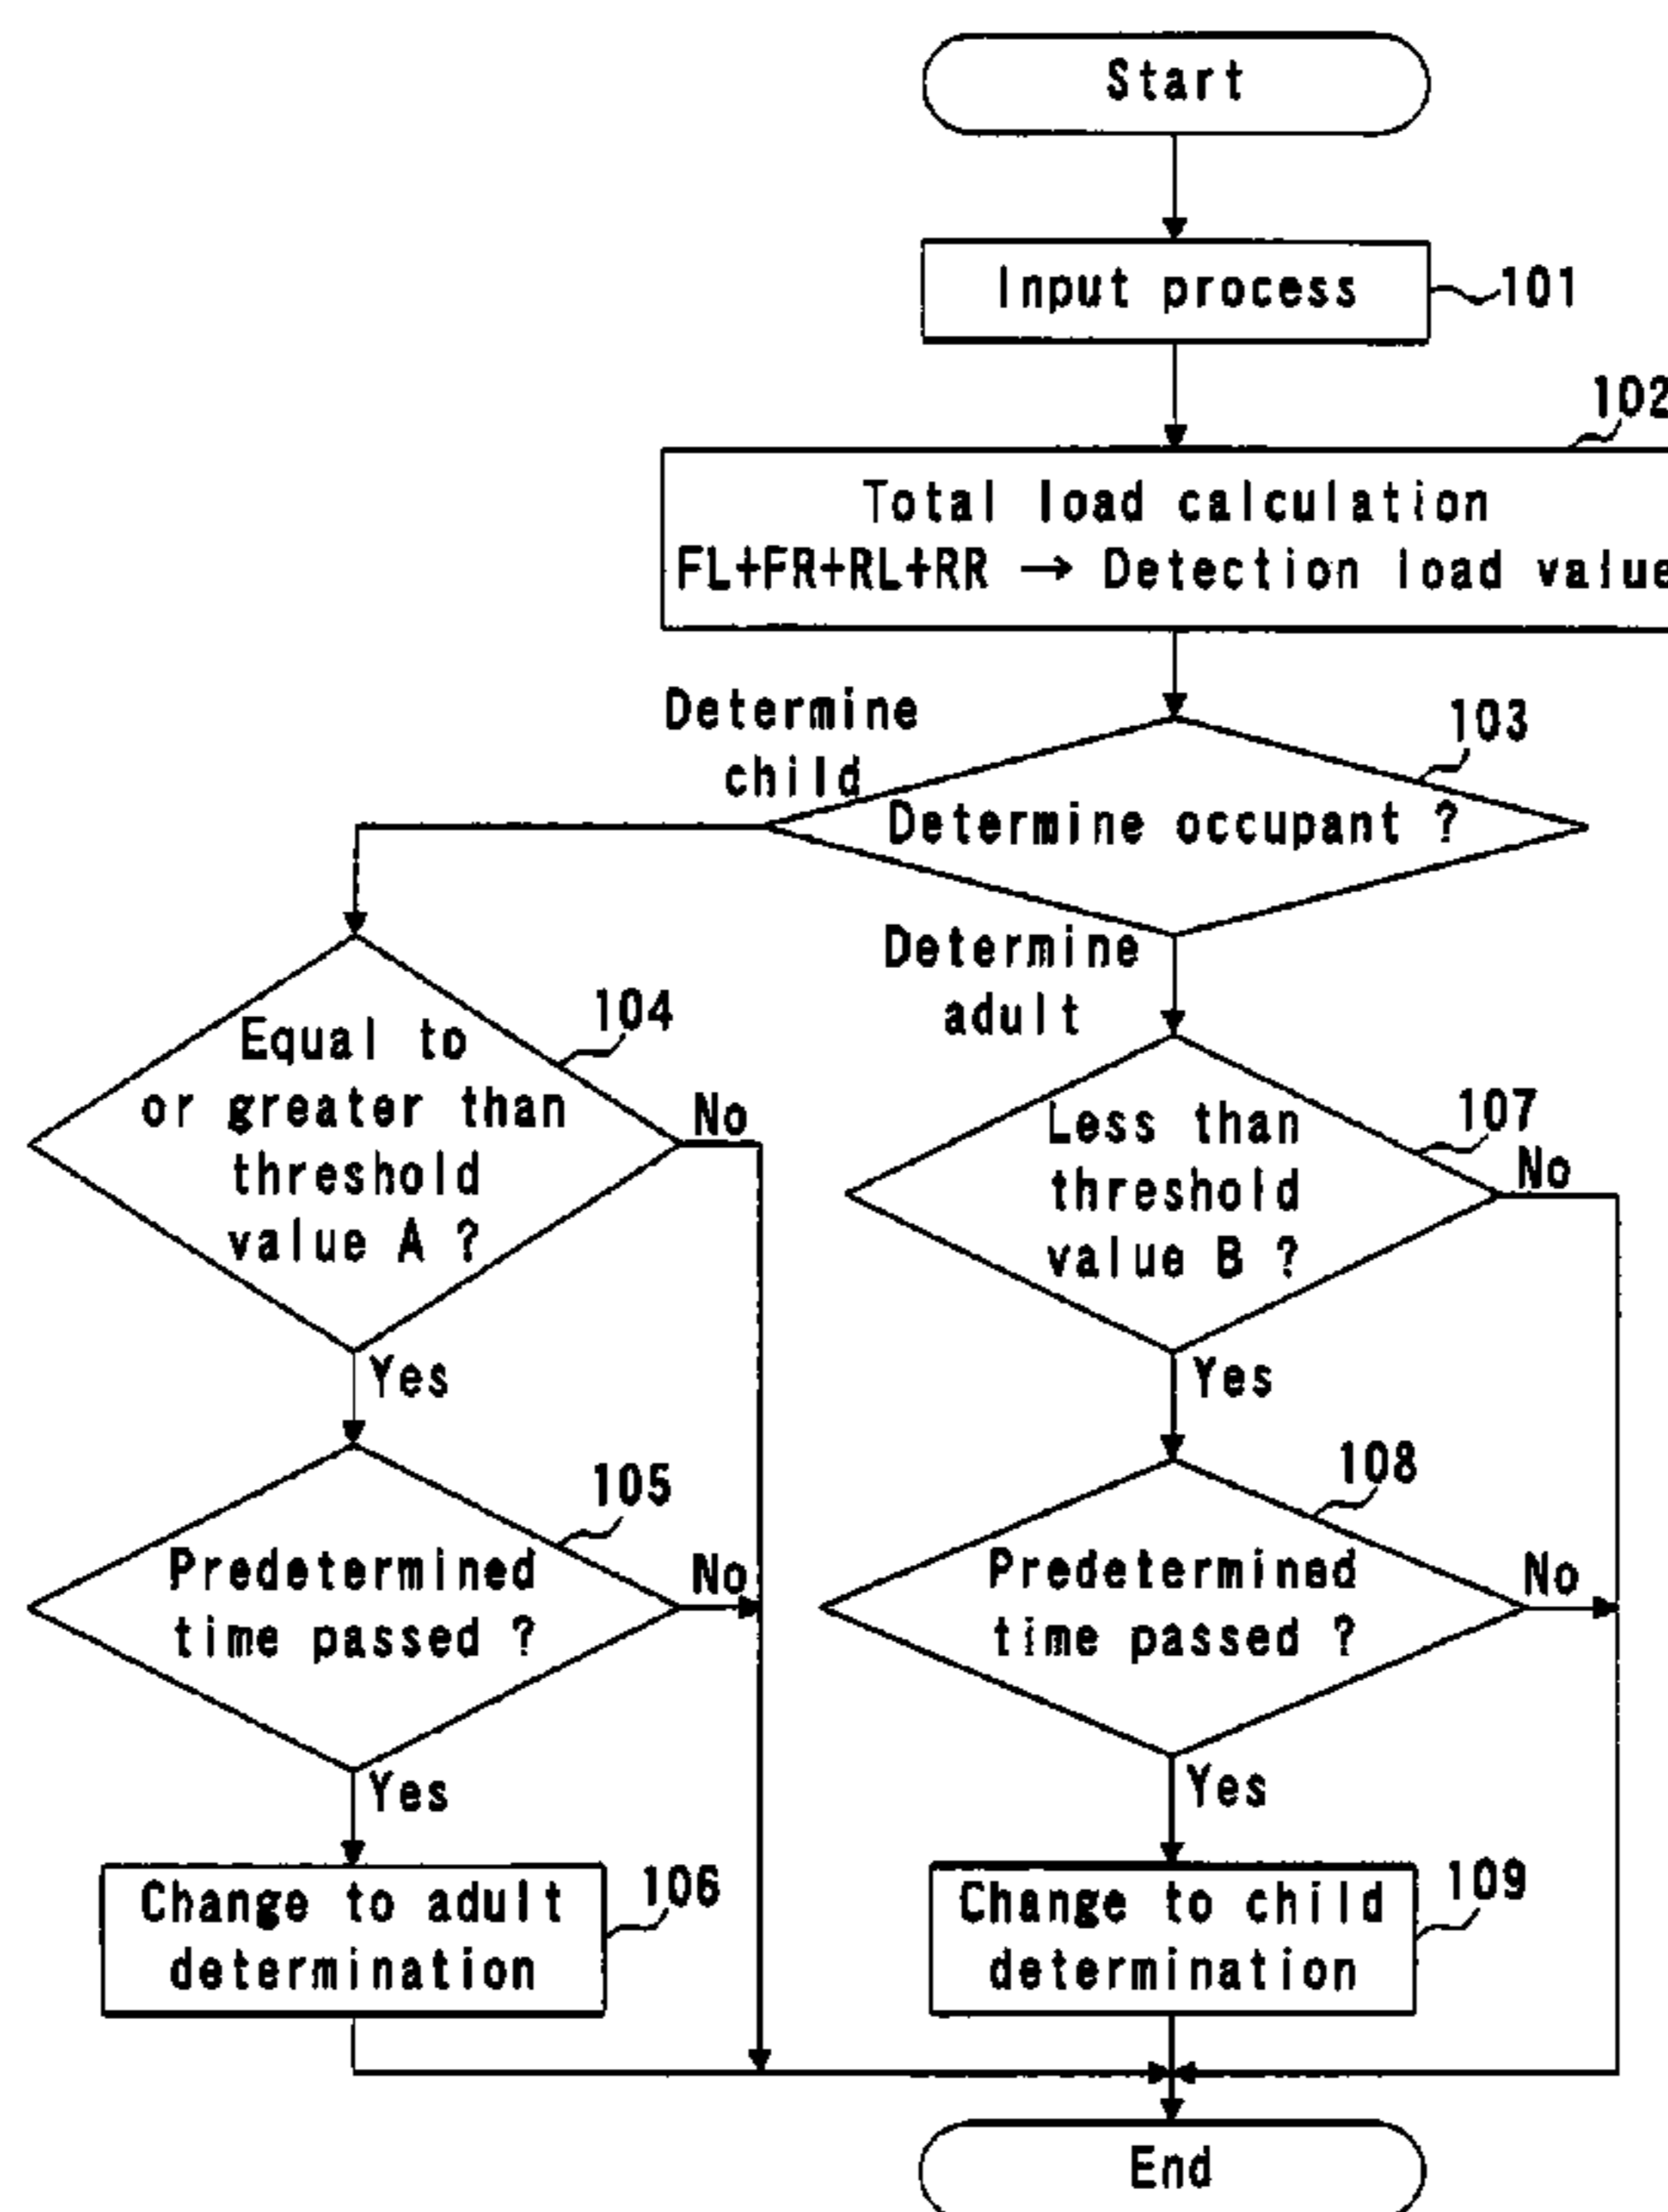 Start
Input process
101
102
Total load calculation
FL+FR+RL+RR → Detection load value
Determine
child
103
Determine occupant ?
Determine
adult
104
Equal to
or greater than
threshold
value A ?
No
Yes
107
Less than
threshold
value B ?
No
Yes
105
Predetermined
time passed ?
No
Yes
108
Predetermined
time passed ?
No
Yes
Change to adult
determination
106
Change to child
determination
109
End